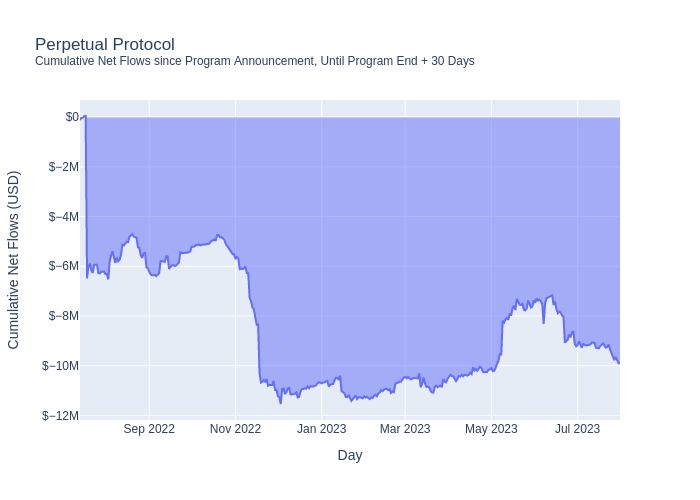 Perpetual Protocol
Cumulative Net Flows since Program Announcement, Until Program End + 30 Days
Cumulative Net Flows (USD)
$0
$−2M
$−4M
$−6M
$−8M
$−10M
$−12M
Sep 2022
Nov 2022
Jan 2023
Mar 2023
May 2023
Jul 2023
Day